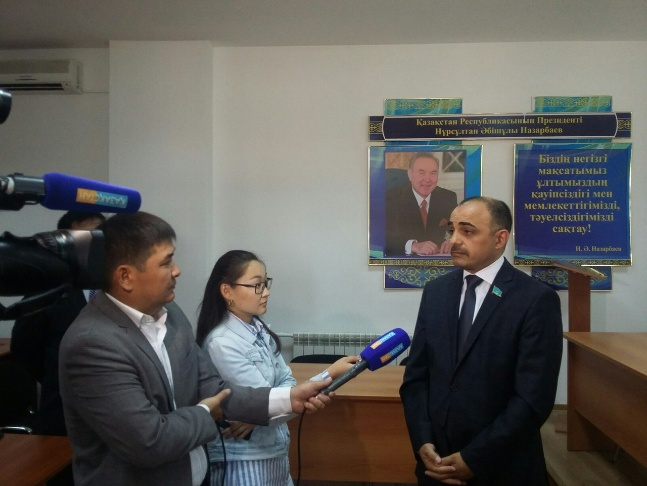 Қазақстан Республикасының Президенті
Нұрсұлтан Әбішұлы Назарбаев
Біздің негізгі
мақсатымыз
ұлтымыздың
қауіпсіздігі мен
мемлекеттігімізді,
тәуелсіздігімізді
сақтау!
Н. Ә. Назарбаев